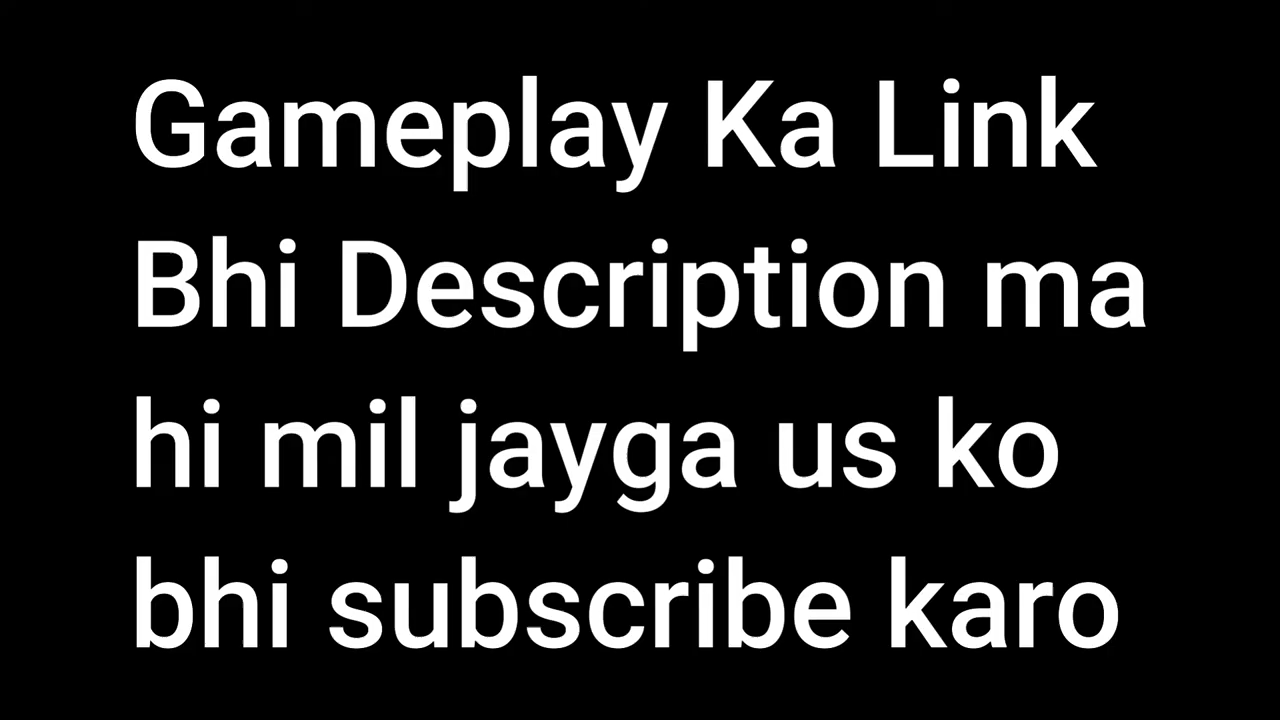 Gameplay Ka Link
Bhi Description ma
hi mil jayga us ko
bhi subscribe karo